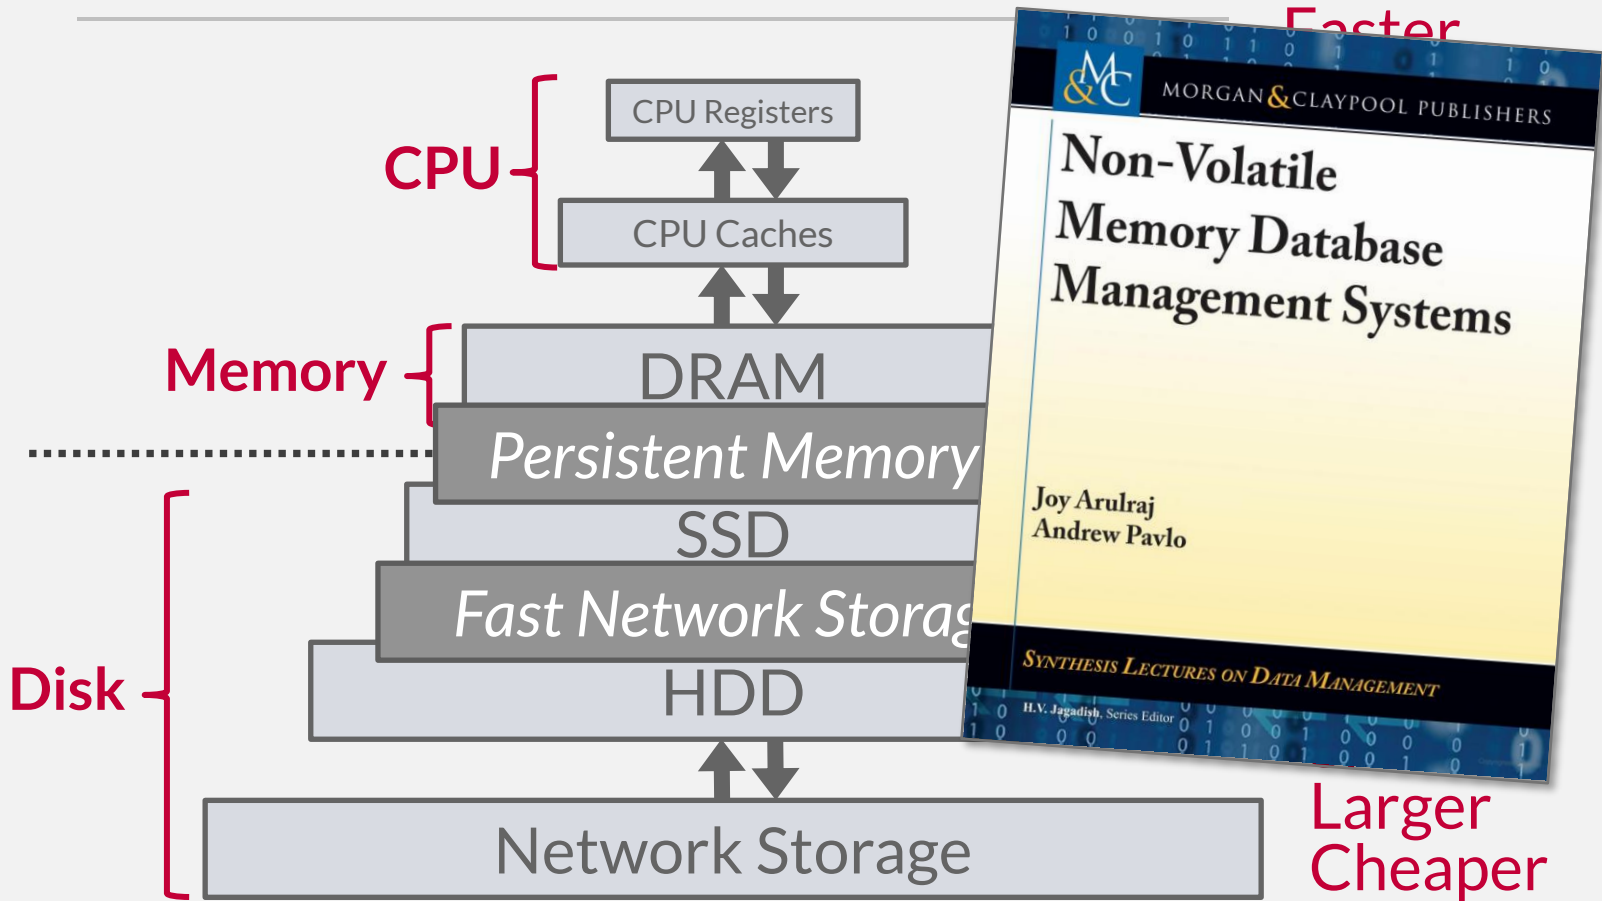 Faster
CPU Registers
CPU
CPU Caches
Memory
DRAM
Persistent Memory
SSD
Fast Network Storag
Disk
HDD
Network Storage
Larger
Cheaper
M&C
MORGAN & CLAYPOOL PUBLISHERS
Non-Volatile
Memory Database
Management Systems
Joy Arulraj
Andrew Pavlo
SYNTHESIS LECTURES ON DATA MANAGEMENT
H.V. Jagadish, Series Editor